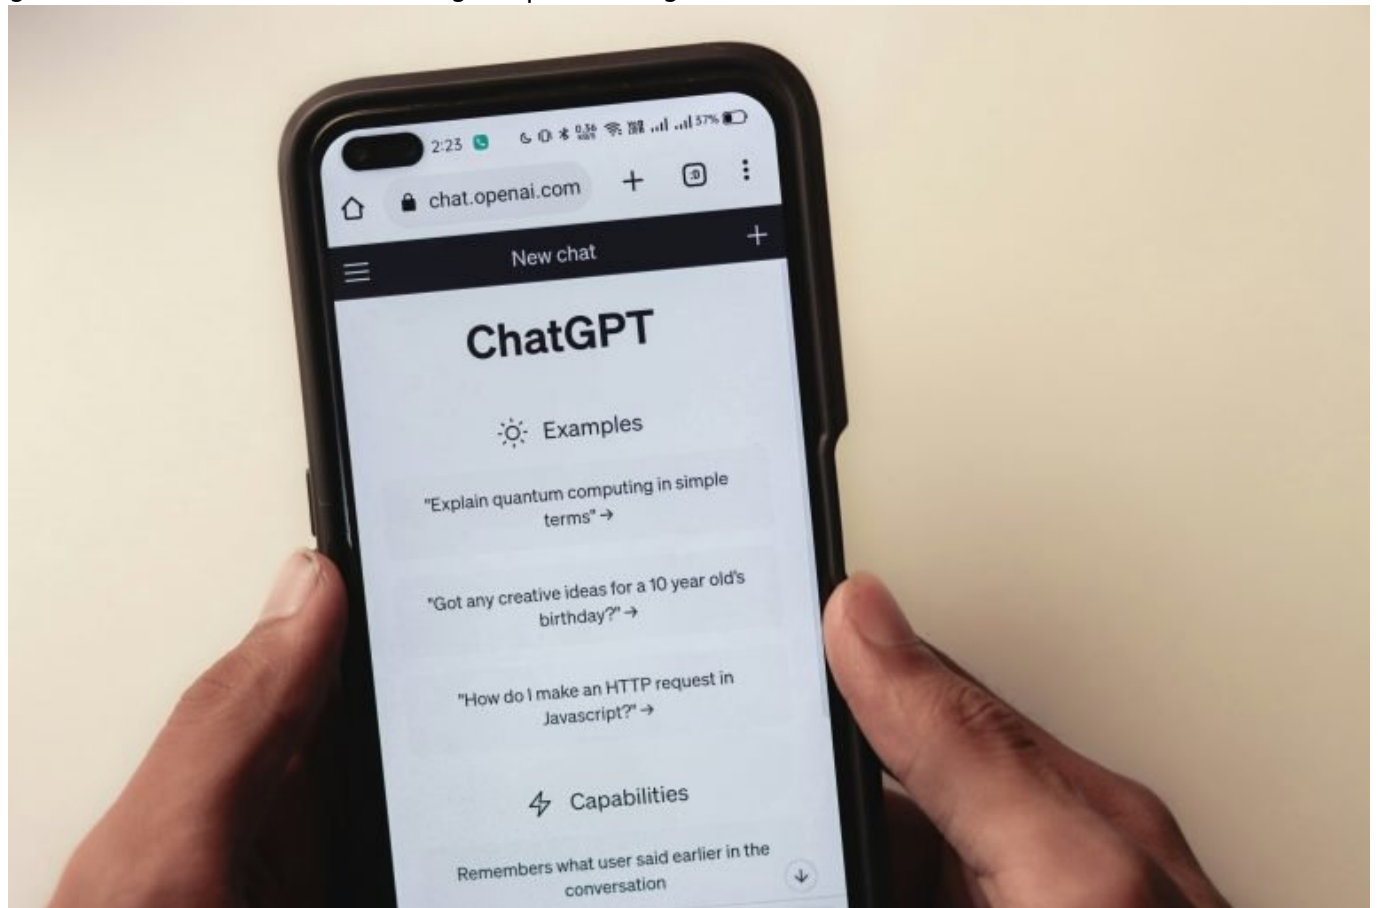 2:23 37%
chat.openai.com
New chat
ChatGPT
Examples
"Explain quantum computing in simple
terms" →
"Got any creative ideas for a 10 year old's
birthday?" →
"How do I make an HTTP request in
Javascript?" →
Capabilities
Remembers what user said earlier in the
conversation